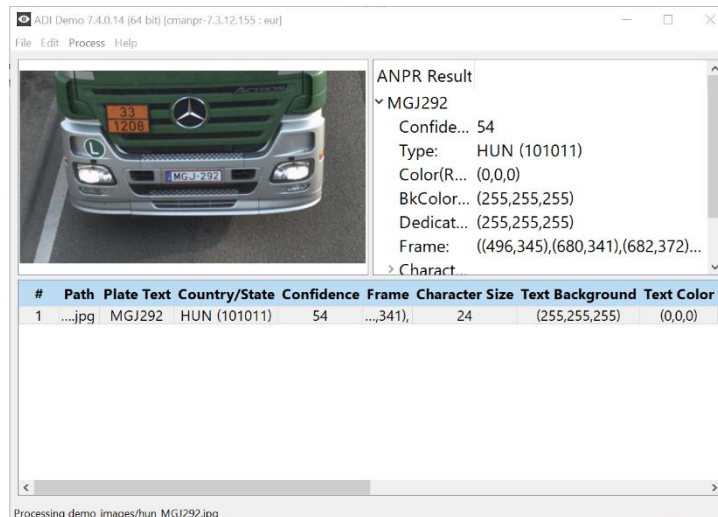 ADI Demo 7.4.0.14 (64 bit) [cmanpr-7.3.12.155 : eur]
File Edit Process Help
Actros
33
1208
L
MGJ-292
ANPR Result
MGJ292
Confide... 54
Type: HUN (101011)
Color(R... (0,0,0)
BkColor... (255,255,255)
Dedicat... (255,255,255)
Frame: ((496,345),(680,341),(682,372)...
Charact...
# Path Plate Text Country/State Confidence Frame Character Size Text Background Text Color
1 ....jpg MGJ292 HUN (101011) 54 ...,341), 24 (255,255,255) (0,0,0)
Processing demo_images/hun_MGJ292.jpg